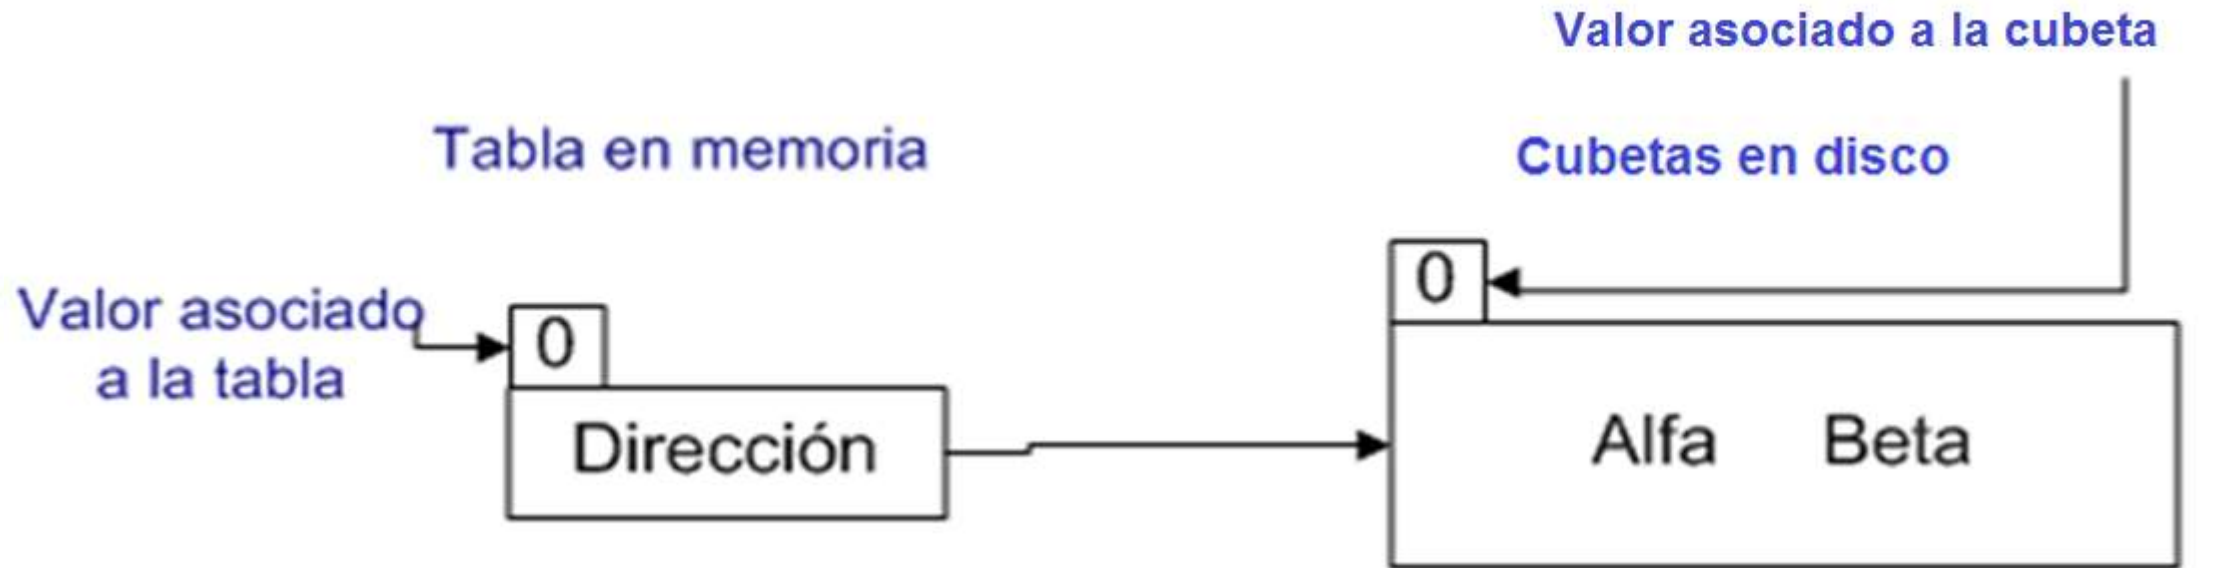 Valor asociado a la cubeta
Tabla en memoria
Cubetas en disco
0
Valor asociado
a la tabla
0
Dirección
Alfa Beta